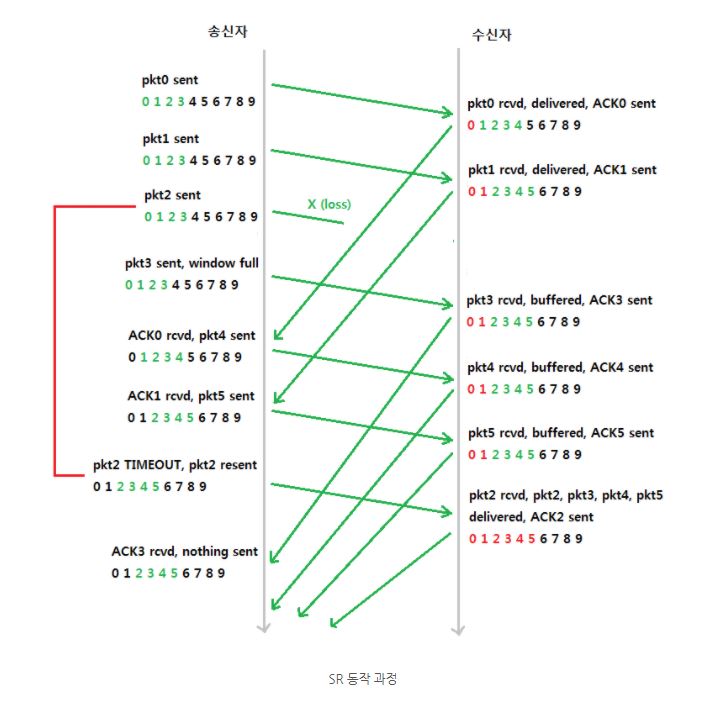 송신자
수신자
pkt0 sent
0 1 2 3 4 5 6 7 8 9
pkt0 rcvd, delivered, ACK0 sent
0 1 2 3 4 5 6 7 8 9
pkt1 sent
0 1 2 3 4 5 6 7 8 9
pkt1 rcvd, delivered, ACK1 sent
0 1 2 3 4 5 6 7 8 9
pkt2 sent
0 1 2 3 4 5 6 7 8 9
X (loss)
pkt3 sent, window full
0 1 2 3 4 5 6 7 8 9
pkt3 rcvd, buffered, ACK3 sent
0 1 2 3 4 5 6 7 8 9
ACK0 rcvd, pkt4 sent
0 1 2 3 4 5 6 7 8 9
pkt4 rcvd, buffered, ACK4 sent
0 1 2 3 4 5 6 7 8 9
ACK1 rcvd, pkt5 sent
0 1 2 3 4 5 6 7 8 9
pkt5 rcvd, buffered, ACK5 sent
0 1 2 3 4 5 6 7 8 9
pkt2 TIMEOUT, pkt2 resent
0 1 2 3 4 5 6 7 8 9
pkt2 rcvd, pkt2, pkt3, pkt4, pkt5
delivered, ACK2 sent
0 1 2 3 4 5 6 7 8 9
ACK3 rcvd, nothing sent
0 1 2 3 4 5 6 7 8 9
SR 동작 과정